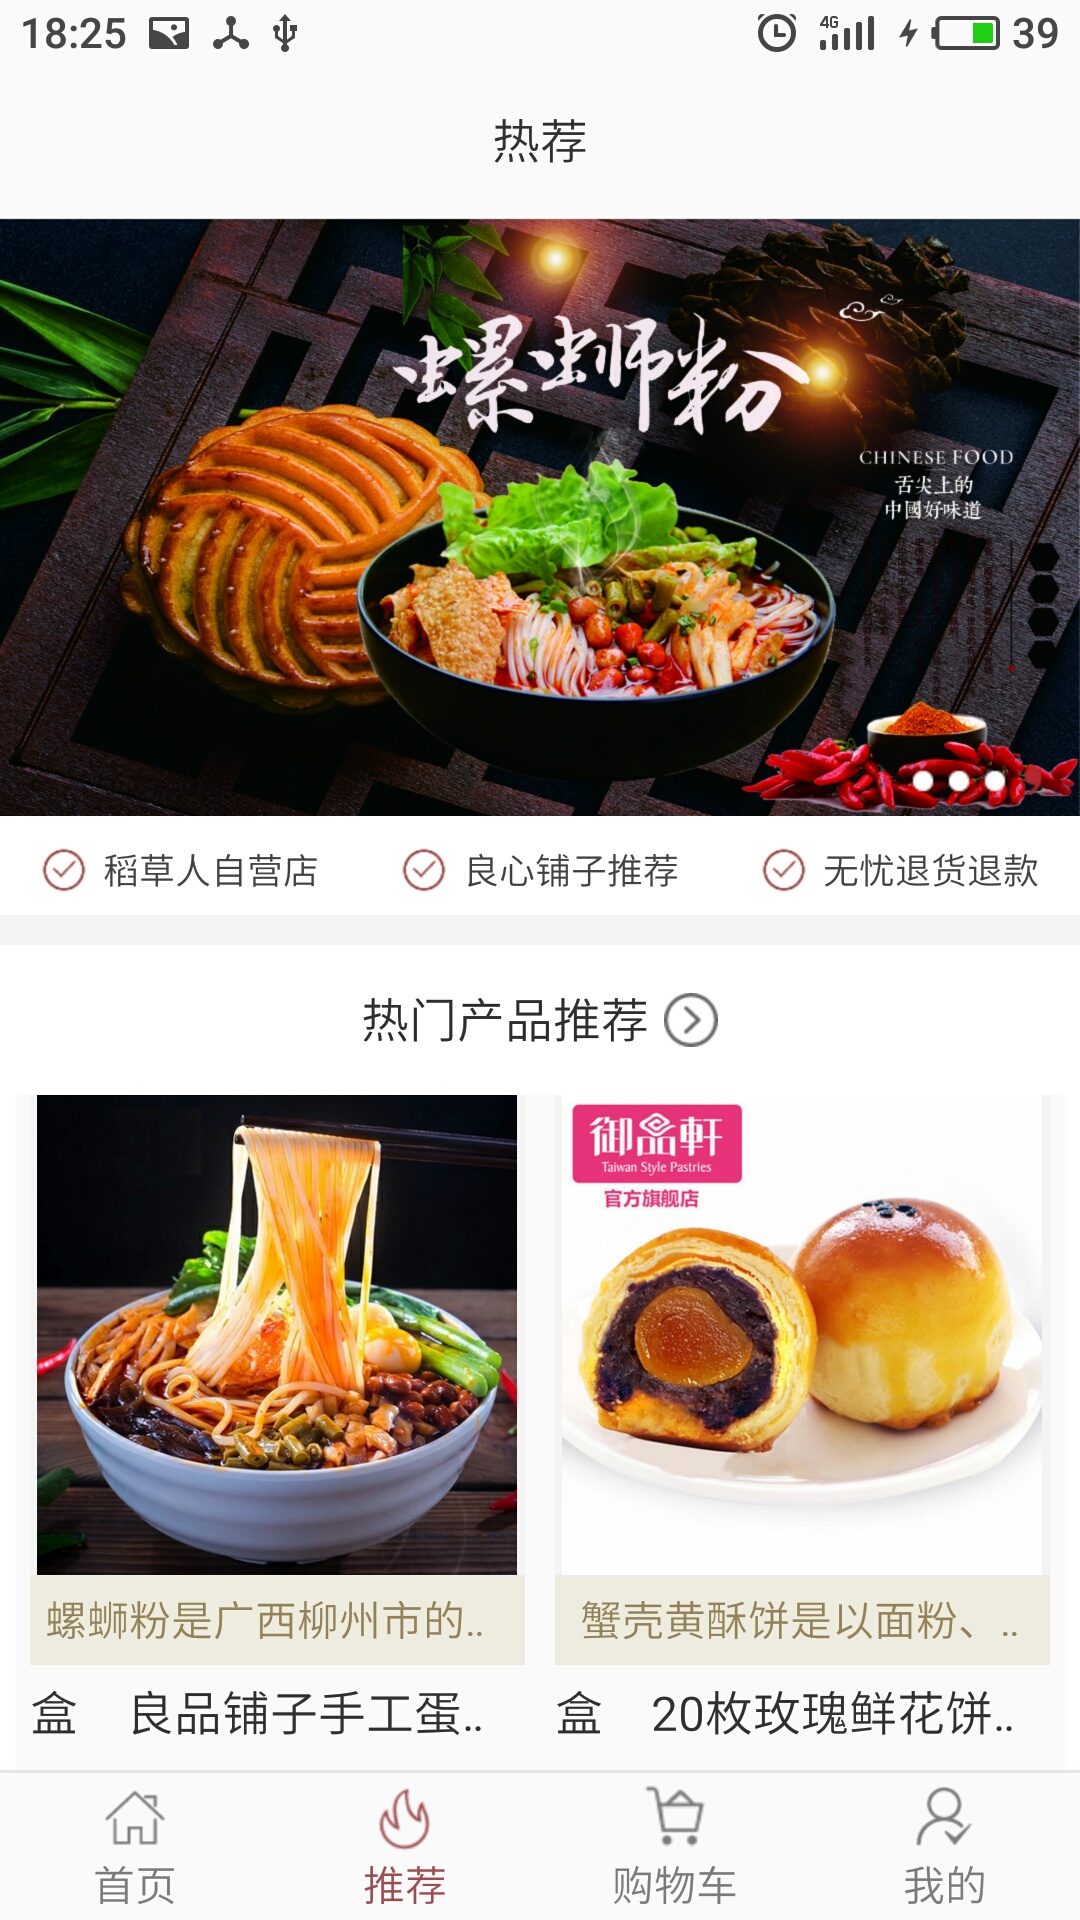 18:25
4G
39
热荐
螺蛳粉
CHINESE FOOD
舌尖上的
中國好味道
稻草人自营店
良心铺子推荐
无忧退货退款
热门产品推荐
御品軒
Taiwan Style Pastries
官方旗舰店
螺蛳粉是广西柳州市的..
蟹壳黄酥饼是以面粉、..
盒 良品铺子手工蛋..
盒 20枚玫瑰鲜花饼..
首页
推荐
购物车
我的